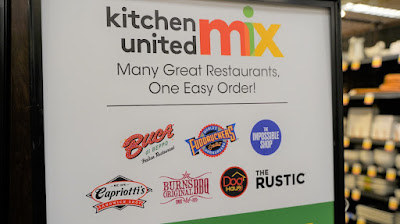 kitchen
united mix
Many Great Restaurants,
One Easy Order!
BUCA
di BEPPO
Italian Restaurant
FUDDRUCKERS
THE
IMPOSSIBLE
SHOP
Capriotti's
SANDWICH SHOP
BURNS
ORIGINAL
BBQ
Dog
Haus
THE
RUSTIC